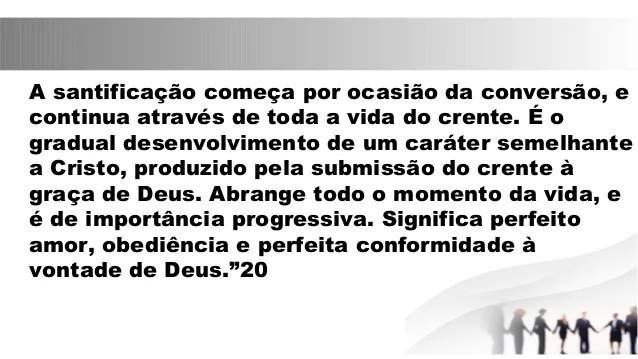 A santificação começa por ocasião da conversão, e
continua através de toda a vida do crente. É o
gradual desenvolvimento de um caráter semelhante
a Cristo, produzido pela submissão do crente à
graça de Deus. Abrange todo o momento da vida, e
é de importância progressiva. Significa perfeito
amor, obediência e perfeita conformidade à
vontade de Deus.”20